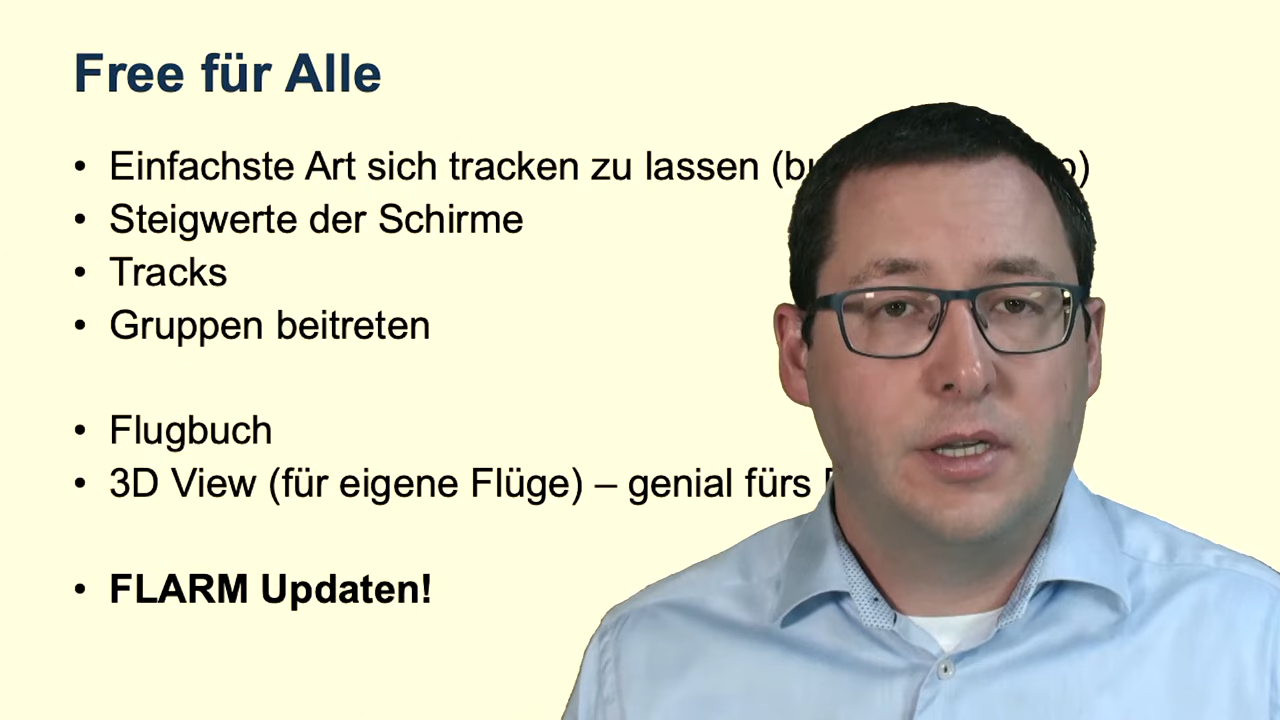 Free für Alle
• Einfachste Art sich tracken zu lassen
• Steigwerte der Schirme
• Tracks
• Gruppen beitreten
• Flugbuch
• 3D View (für eigene Flüge) – genial fürs
• FLARM Updaten!